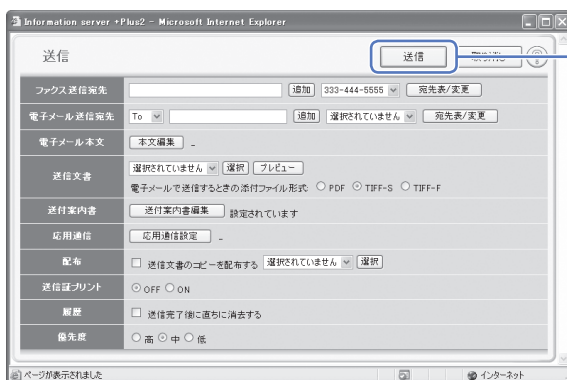 Information server +Plus2 - Microsoft Internet Explorer
送信
送信
ファクス送信宛先 追加 333-444-5555 宛先表/変更
電子メール送信宛先 To 追加 選択されていません 宛先表/変更
電子メール本文 本文編集 -
送信文書 選択されていません 選択 プレビュー
電子メールで送信するときの添付ファイル形式: PDF TIFF-S TIFF-F
送付案内書 送付案内書編集 設定されています
応用通信 応用通信設定 -
配布 送信文書のコピーを配布する 選択されていません 選択
送信証プリント OFF ON
履歴 送信完了後に直ちに消去する
優先度 高 中 低
ページが表示されました インターネット